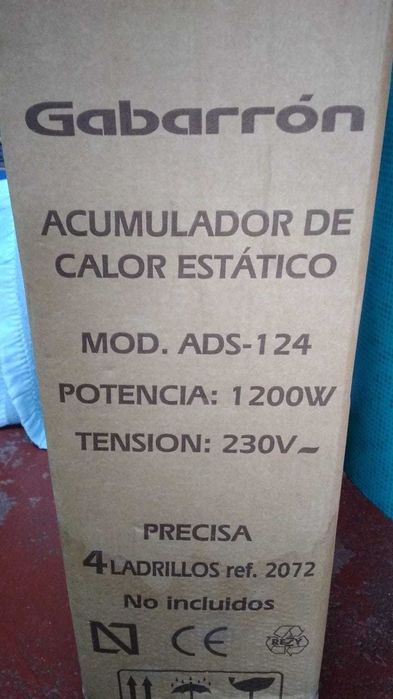 Gabarrón
ACUMULADOR DE
CALOR ESTÁTICO
MOD. ADS-124
POTENCIA: 1200W
TENSION: 230V~
PRECISA
4 LADRILLOS ref. 2072
No incluidos
N CE RESY